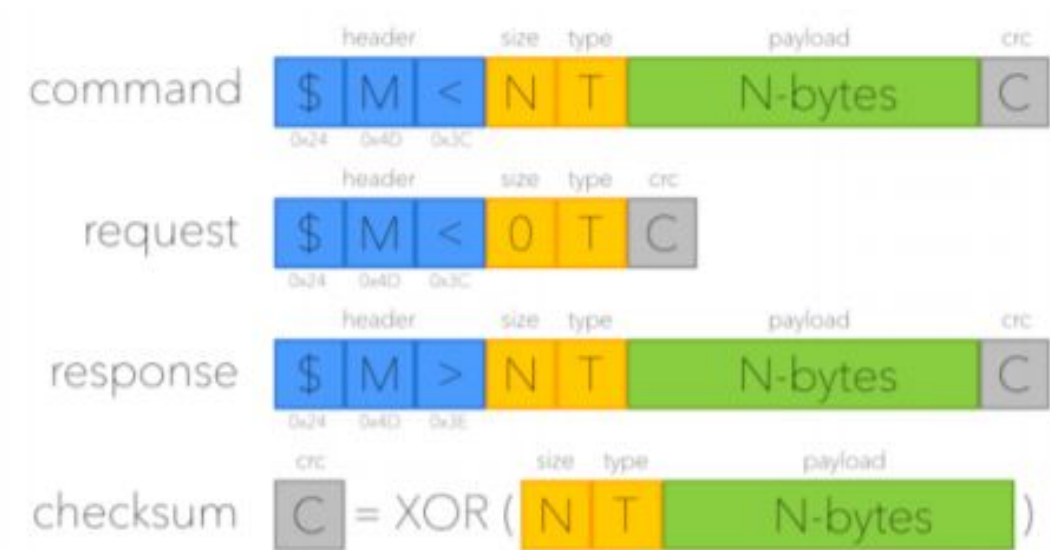 header size type payload crc
command $ M < N T N-bytes C
0x24 0x4D 0x3C
header size type crc
request $ M < 0 T C
0x24 0x4D 0x3C
header size type payload crc
response $ M > N T N-bytes C
0x24 0x4D 0x3E
crc size type payload
checksum C = XOR ( N T N-bytes )